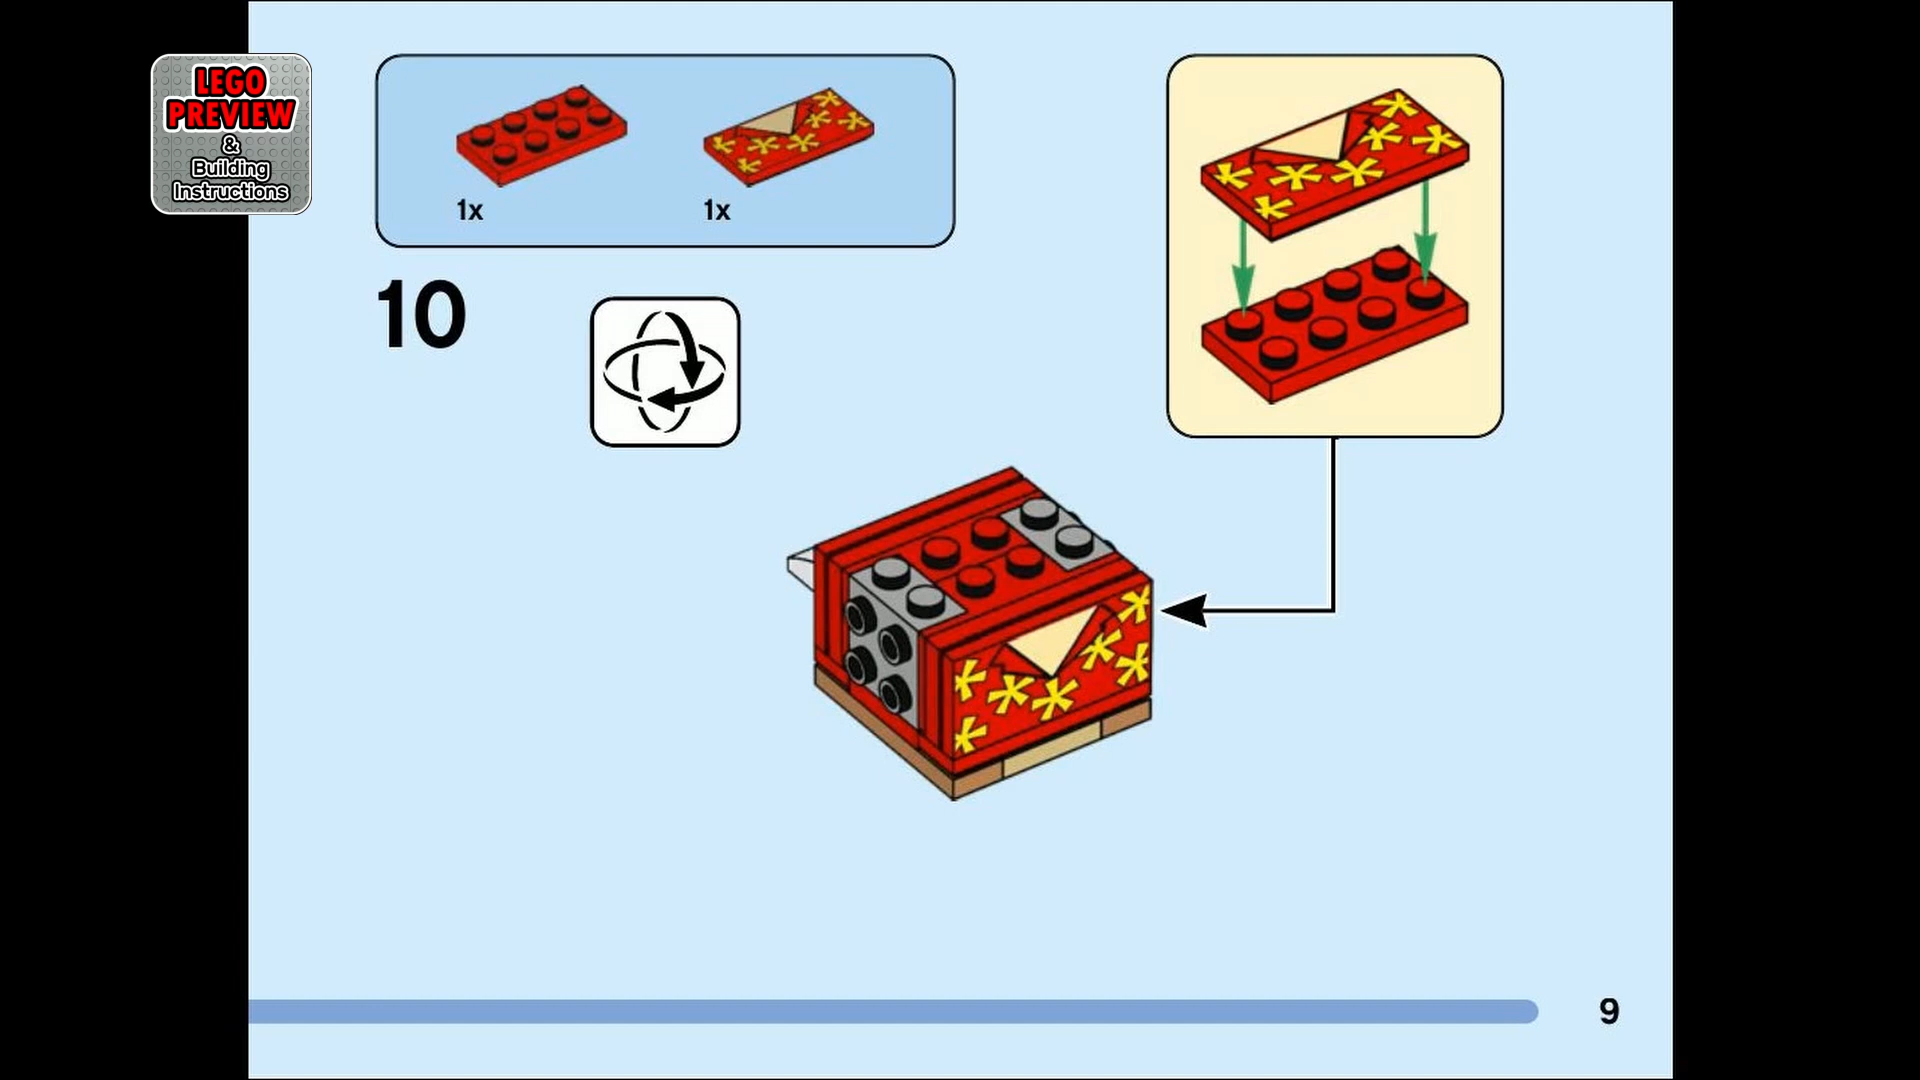 LEGO
PREVIEW
&
Building
Instructions
1x 1x
10
9